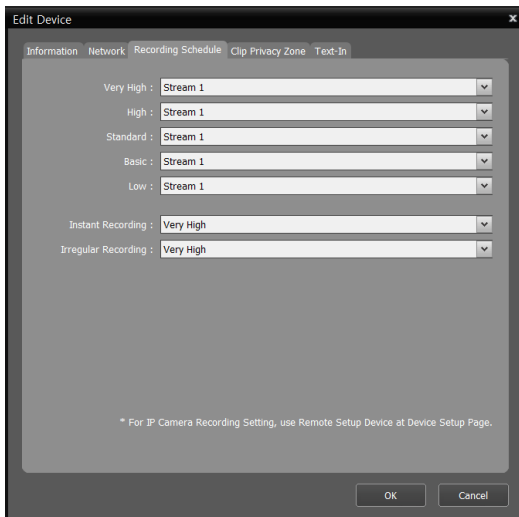 Edit Device x
Information Network Recording Schedule Clip Privacy Zone Text-In
Very High : Stream 1
High : Stream 1
Standard : Stream 1
Basic : Stream 1
Low : Stream 1
Instant Recording : Very High
Irregular Recording : Very High
* For IP Camera Recording Setting, use Remote Setup Device at Device Setup Page.
OK Cancel